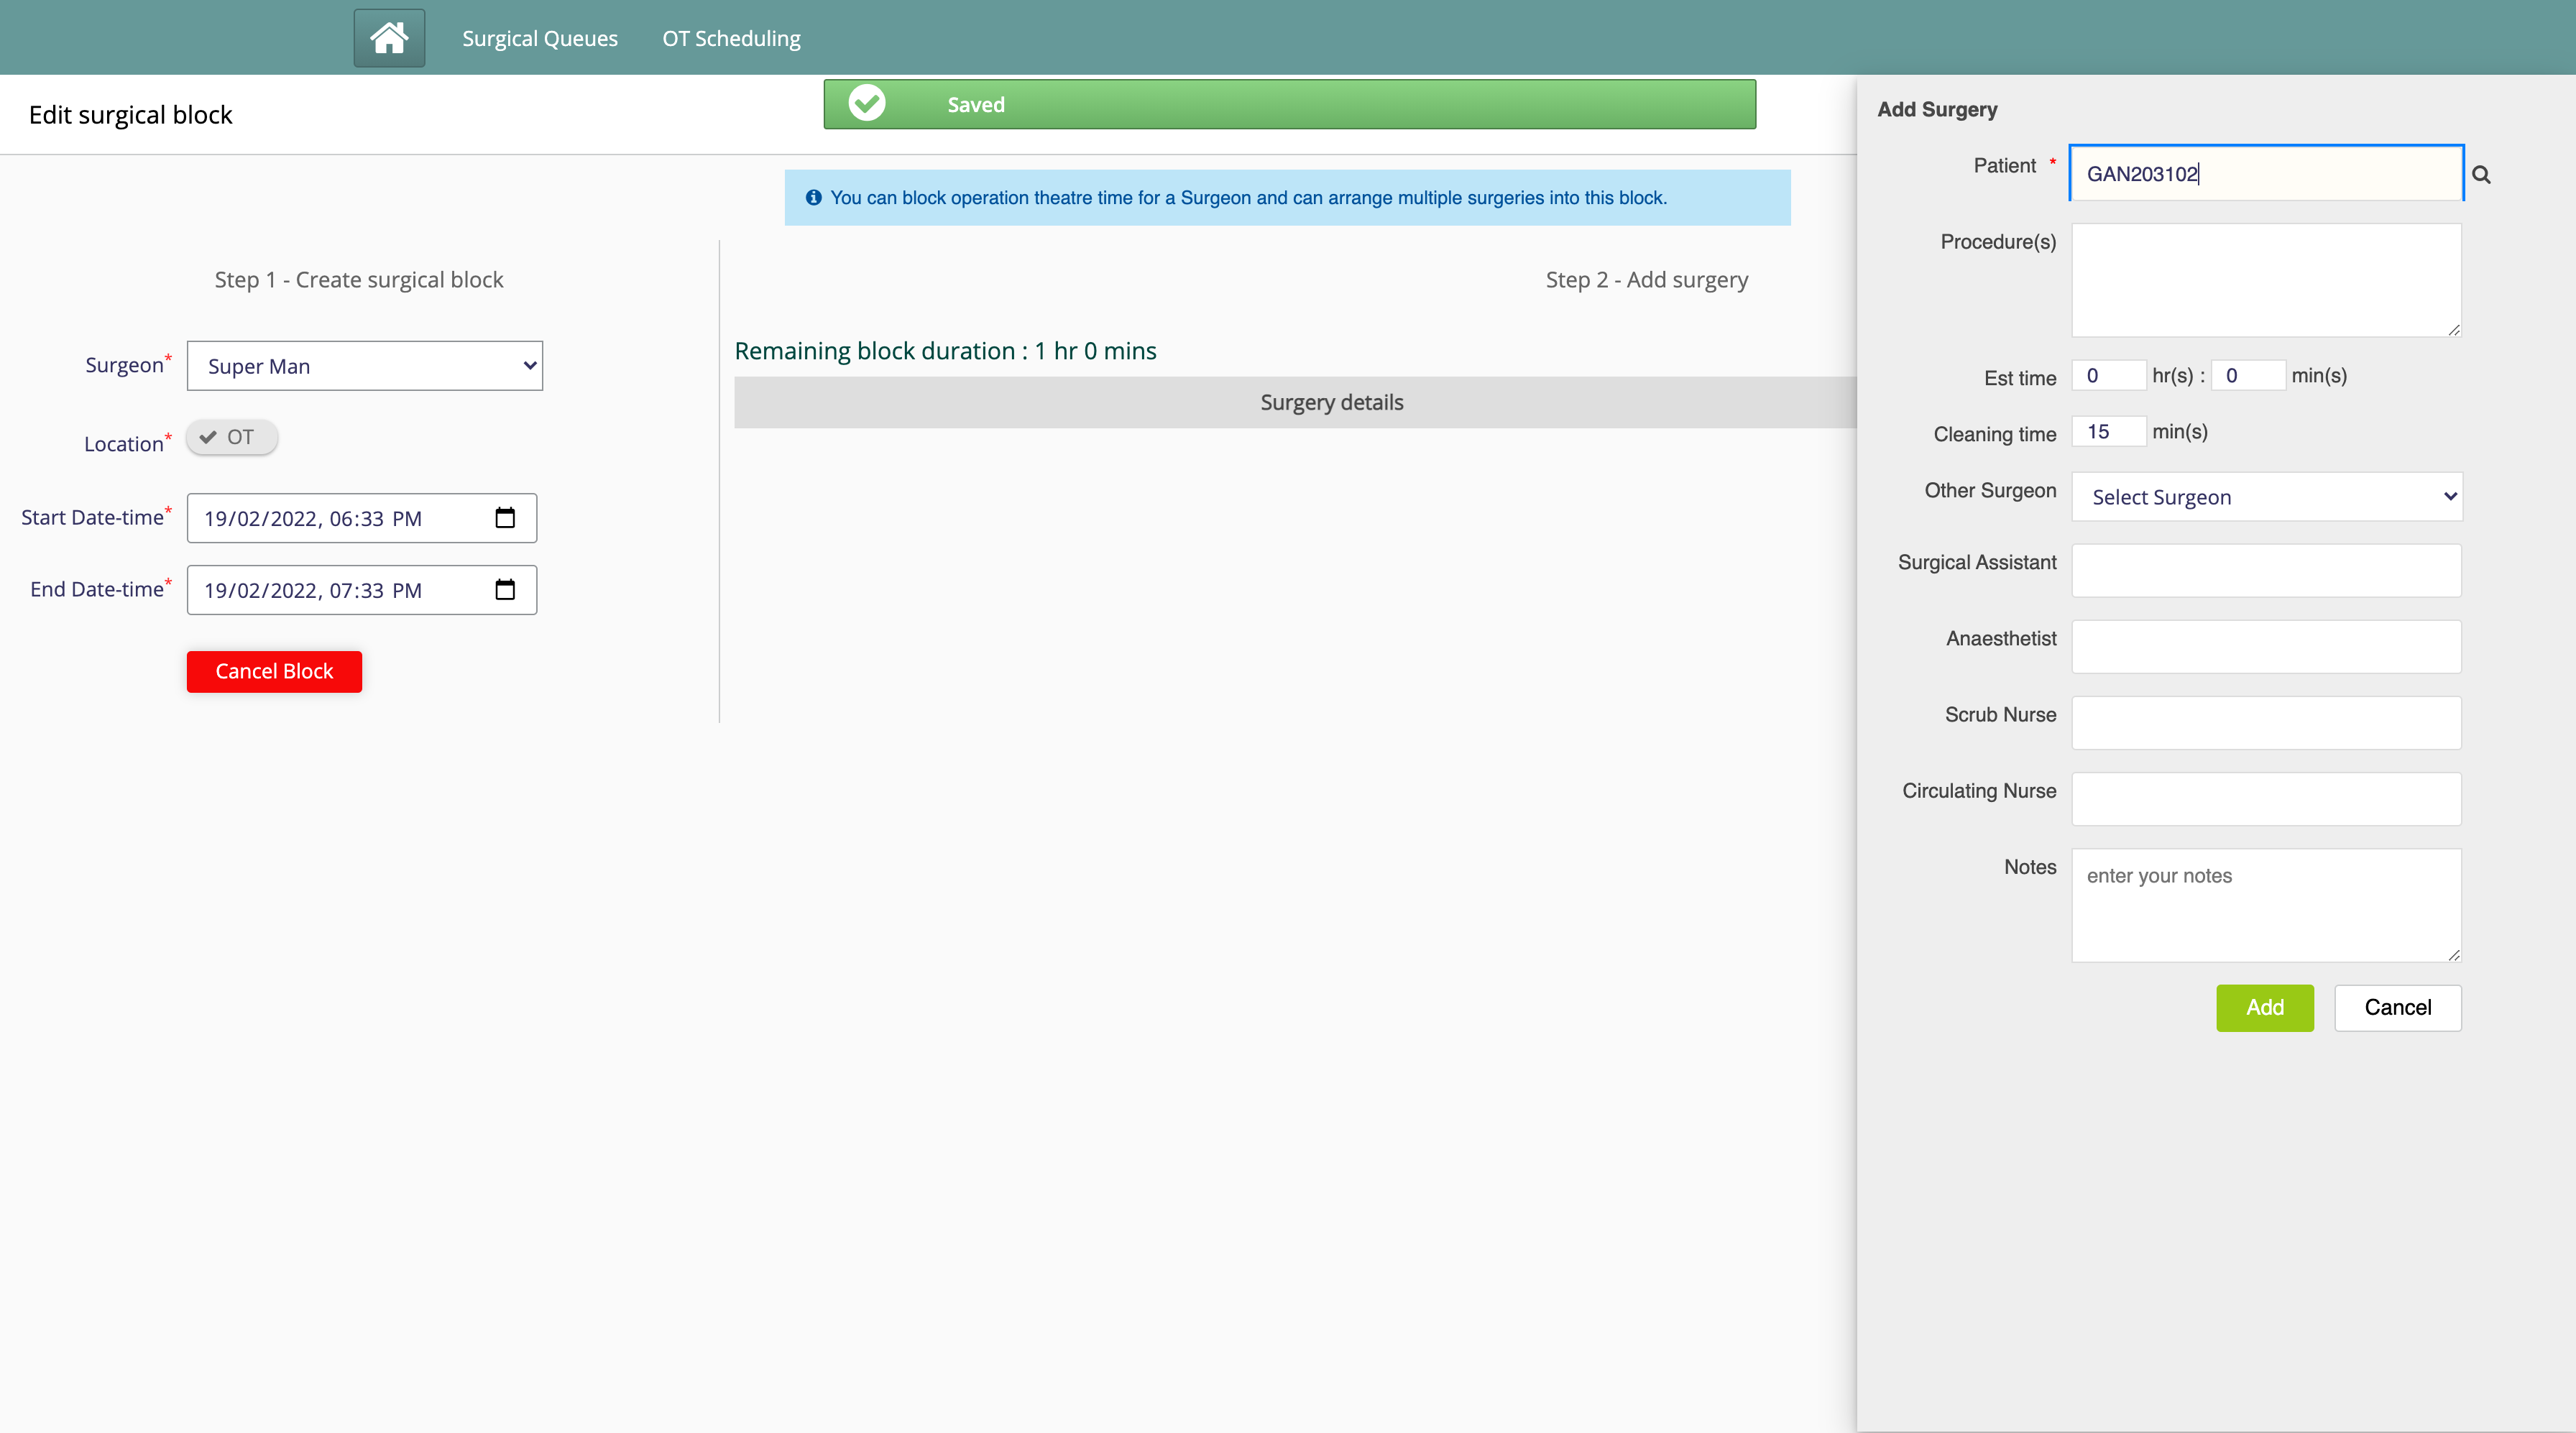 Surgical Queues OT Scheduling
Edit surgical block
Saved
You can block operation theatre time for a Surgeon and can arrange multiple surgeries into this block.
Step 1 - Create surgical block
Surgeon* Super Man
Location* OT
Start Date-time* 19/02/2022, 06:33 PM
End Date-time* 19/02/2022, 07:33 PM
Cancel Block
Step 2 - Add surgery
Remaining block duration : 1 hr 0 mins
Surgery details
Add Surgery
Patient * GAN203102
Procedure(s)
Est time 0 hr(s) : 0 min(s)
Cleaning time 15 min(s)
Other Surgeon Select Surgeon
Surgical Assistant
Anaesthetist
Scrub Nurse
Circulating Nurse
Notes enter your notes
Add Cancel